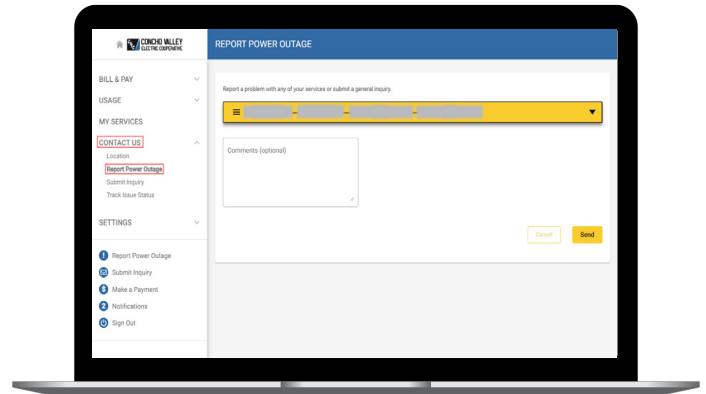 CONCHO VALLEY
ELECTRIC COOPERATIVE
REPORT POWER OUTAGE
BILL & PAY
USAGE
MY SERVICES
CONTACT US
Location
Report Power Outage
Submit Inquiry
Track Issue Status
SETTINGS
Report Power Outage
Submit Inquiry
$ Make a Payment
2 Notifications
Sign Out
Report a problem with any of your services or submit a general inquiry.
Comments (optional)
Cancel
Send